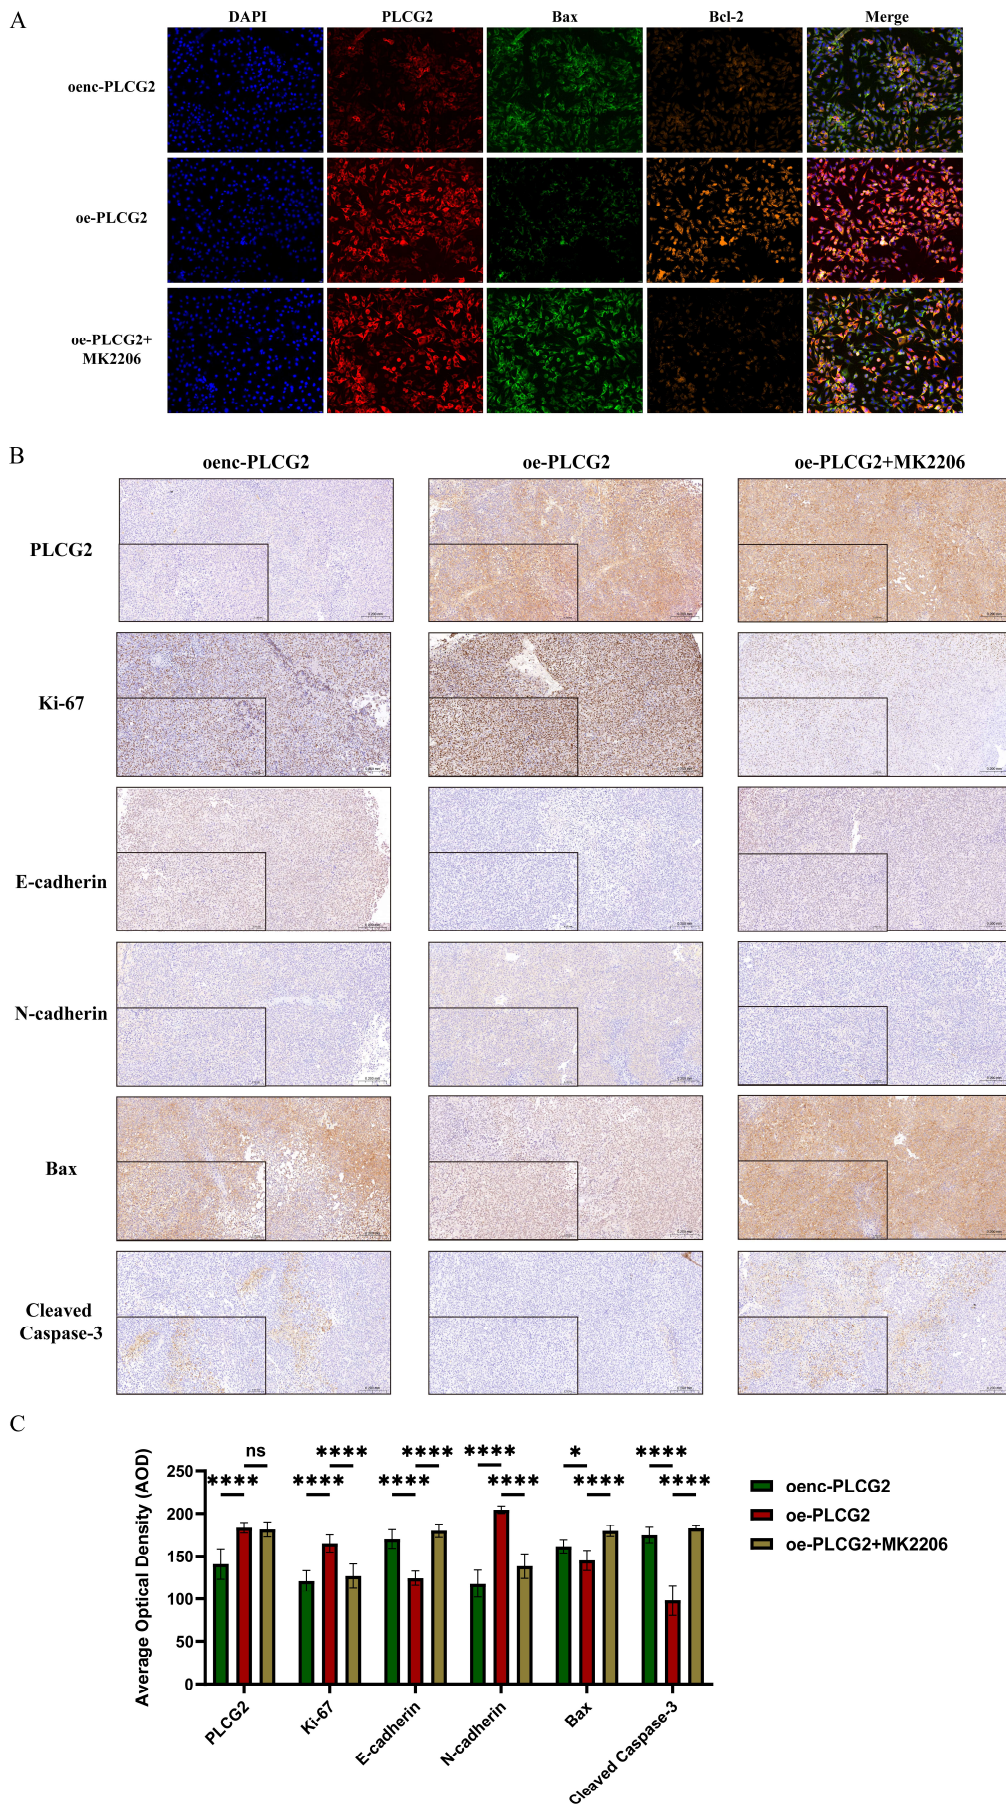 A
DAPI PLCG2 Bax Bcl-2 Merge
oenc-PLCG2
oe-PLCG2
oe-PLCG2+
MK2206
B
oenc-PLCG2 oe-PLCG2 oe-PLCG2+MK2206
PLCG2
Ki-67
E-cadherin
N-cadherin
Bax
Cleaved
Caspase-3
C
Average Optical Density (AOD)
250
200
150
100
50
0
**** ns
**** ****
**** ****
**** ****
* ****
**** ****
PLCG2
Ki-67
E-cadherin
N-cadherin
Bax
Cleaved Caspase-3
oenc-PLCG2
oe-PLCG2
oe-PLCG2+MK2206